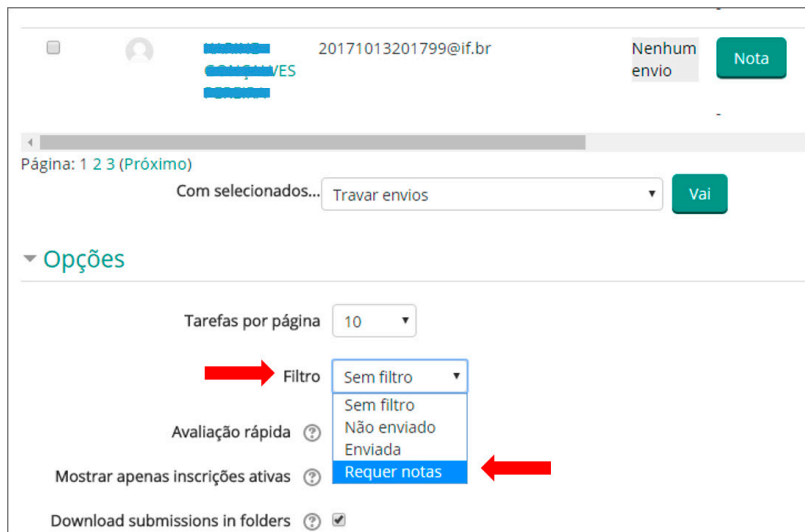 20171013201799@if.br
Nenhum
envio
Nota
VES
-
Página: 1 2 3 (Próximo)
Com selecionados... Travar envios Vai
Opções
Tarefas por página 10
Filtro Sem filtro
Sem filtro
Não enviado
Avaliação rápida
Enviada
Requer notas
Mostrar apenas inscrições ativas
Download submissions in folders